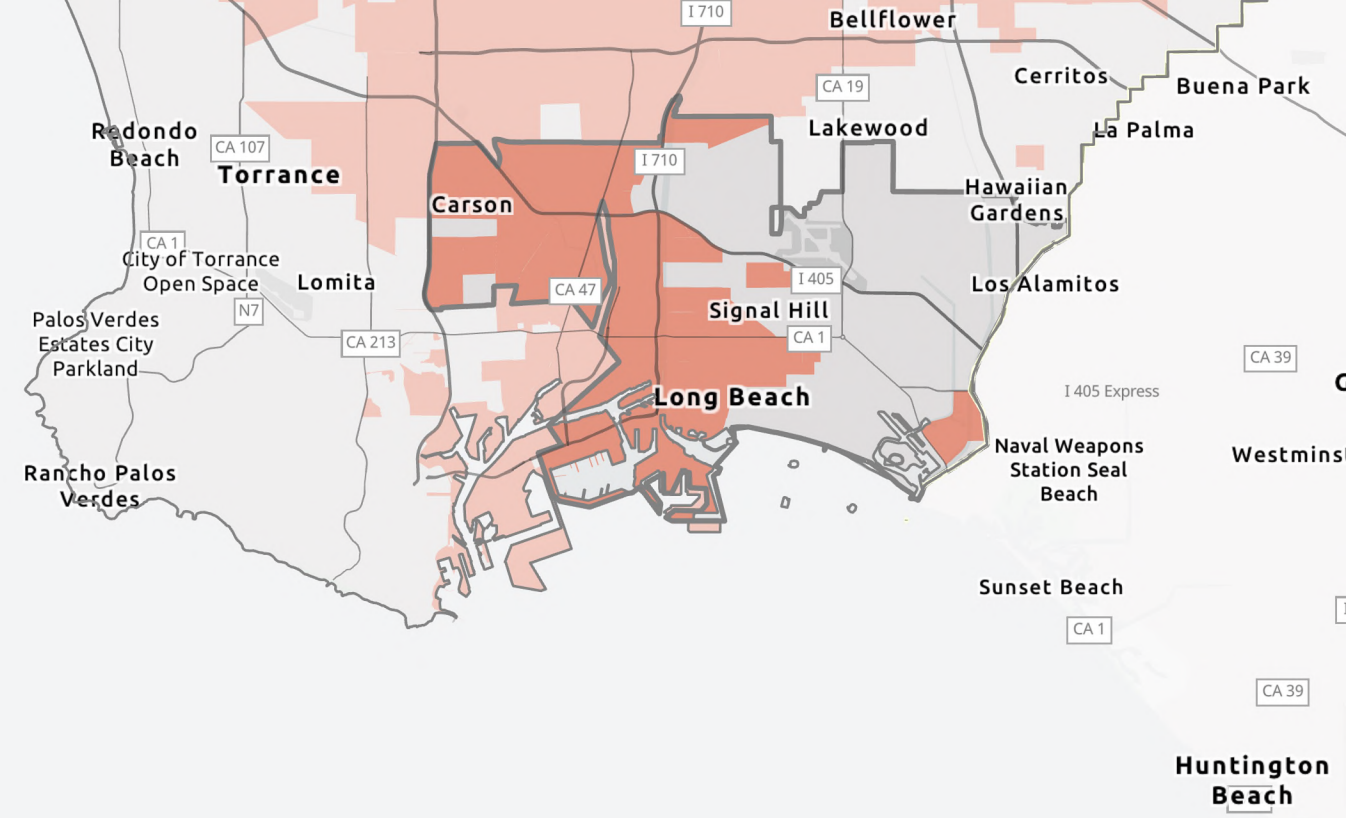 I 710
Bellflower
Cerritos
Buena Park
CA 19
Redondo
Beach
CA 107
Torrance
Lakewood
La Palma
I 710
Carson
Hawaiian
Gardens
CA 1
City of Torrance
Open Space
Lomita
CA 47
I 405
Los Alamitos
N7
Signal Hill
Palos Verdes
Estates City
Parkland
CA 213
CA 1
CA 39
I 405 Express
Long Beach
Naval Weapons
Station Seal
Beach
Westmins
Rancho Palos
Verdes
Sunset Beach
CA 1
CA 39
Huntington
Beach